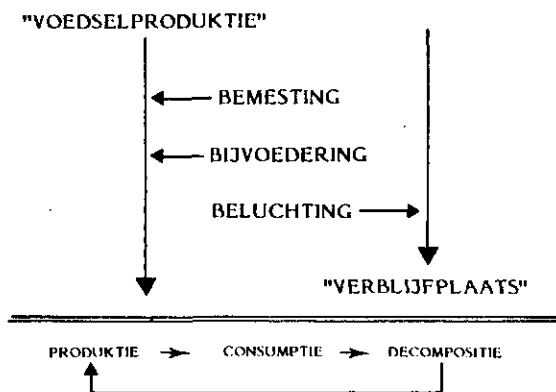 "VOEDSELPRODUKTIE"
BEMESTING
BIJVOEDERING
BELUCHTING
"VERBLIJFPLAATS"
PRODUKTIE CONSUMPTIE DECOMPOSITIE